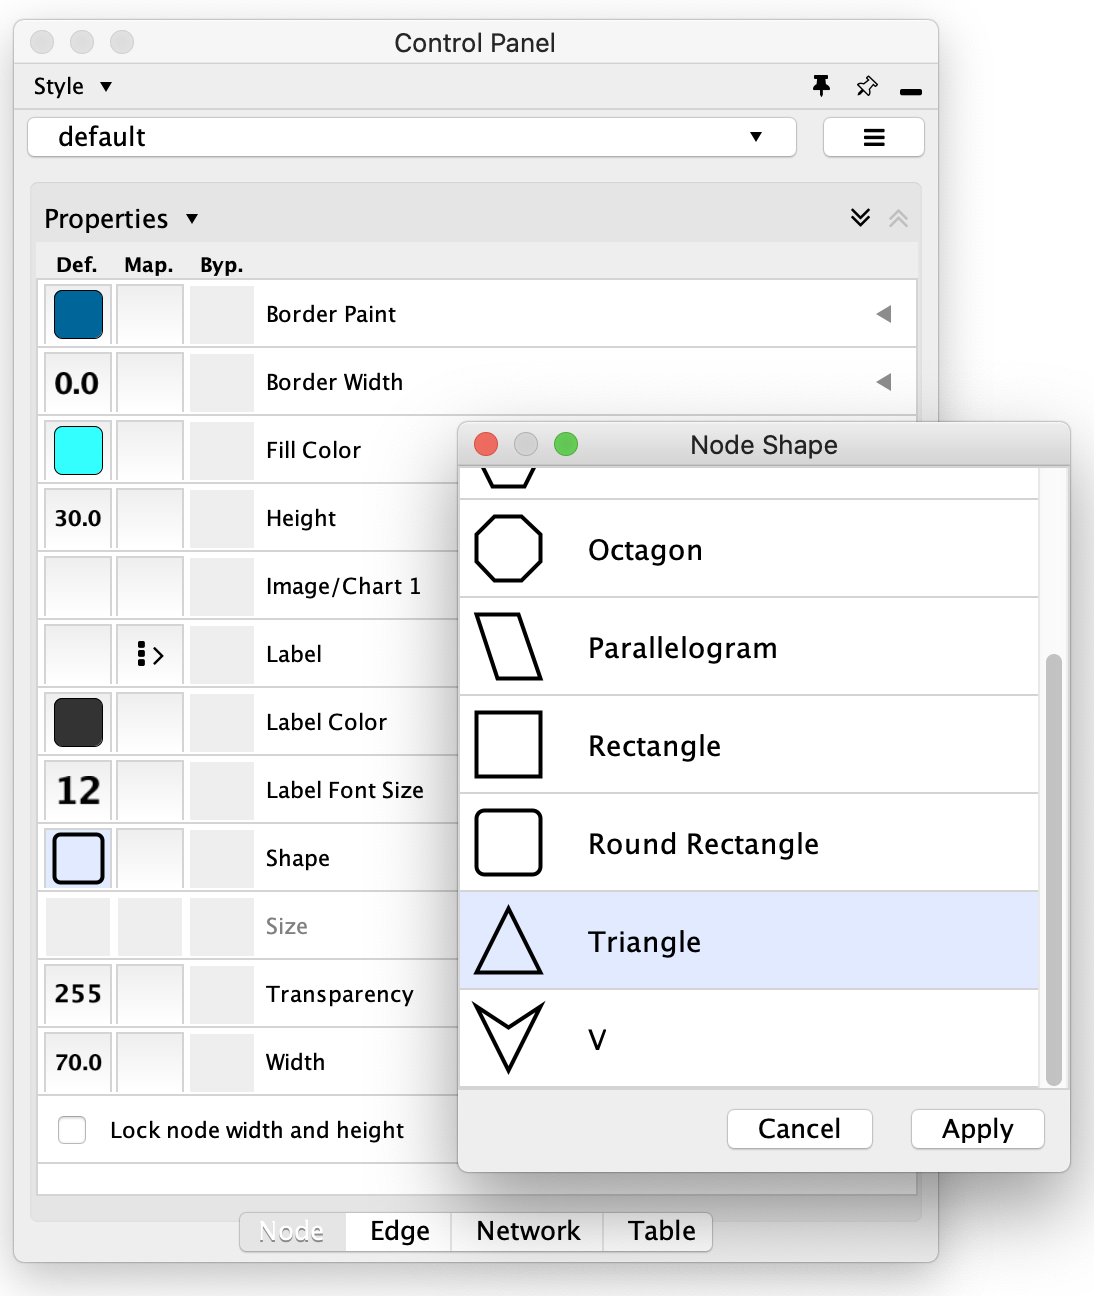 Control Panel
Style
default
Properties
Def. Map. Byp.
Border Paint
0.0 Border Width
Fill Color
30.0 Height
Image/Chart 1
Label
Label Color
12 Label Font Size
Shape
Size
255 Transparency
70.0 Width
Lock node width and height
Node Edge Network Table
Node Shape
Octagon
Parallelogram
Rectangle
Round Rectangle
Triangle
V
Cancel Apply